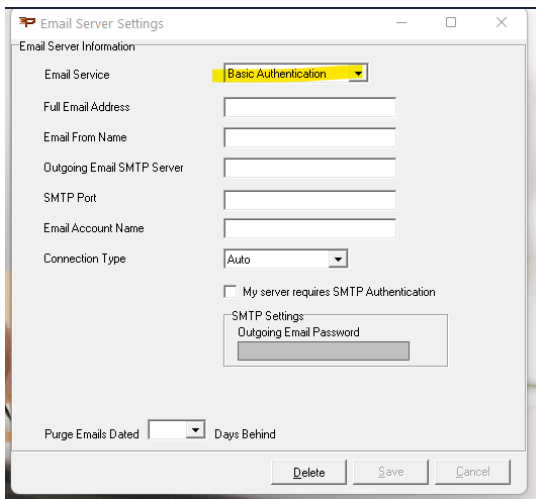 Email Server Settings
Email Server Information
Email Service Basic Authentication
Full Email Address
Email From Name
Outgoing Email SMTP Server
SMTP Port
Email Account Name
Connection Type Auto
My server requires SMTP Authentication
SMTP Settings
Outgoing Email Password
Purge Emails Dated Days Behind
Delete Save Cancel